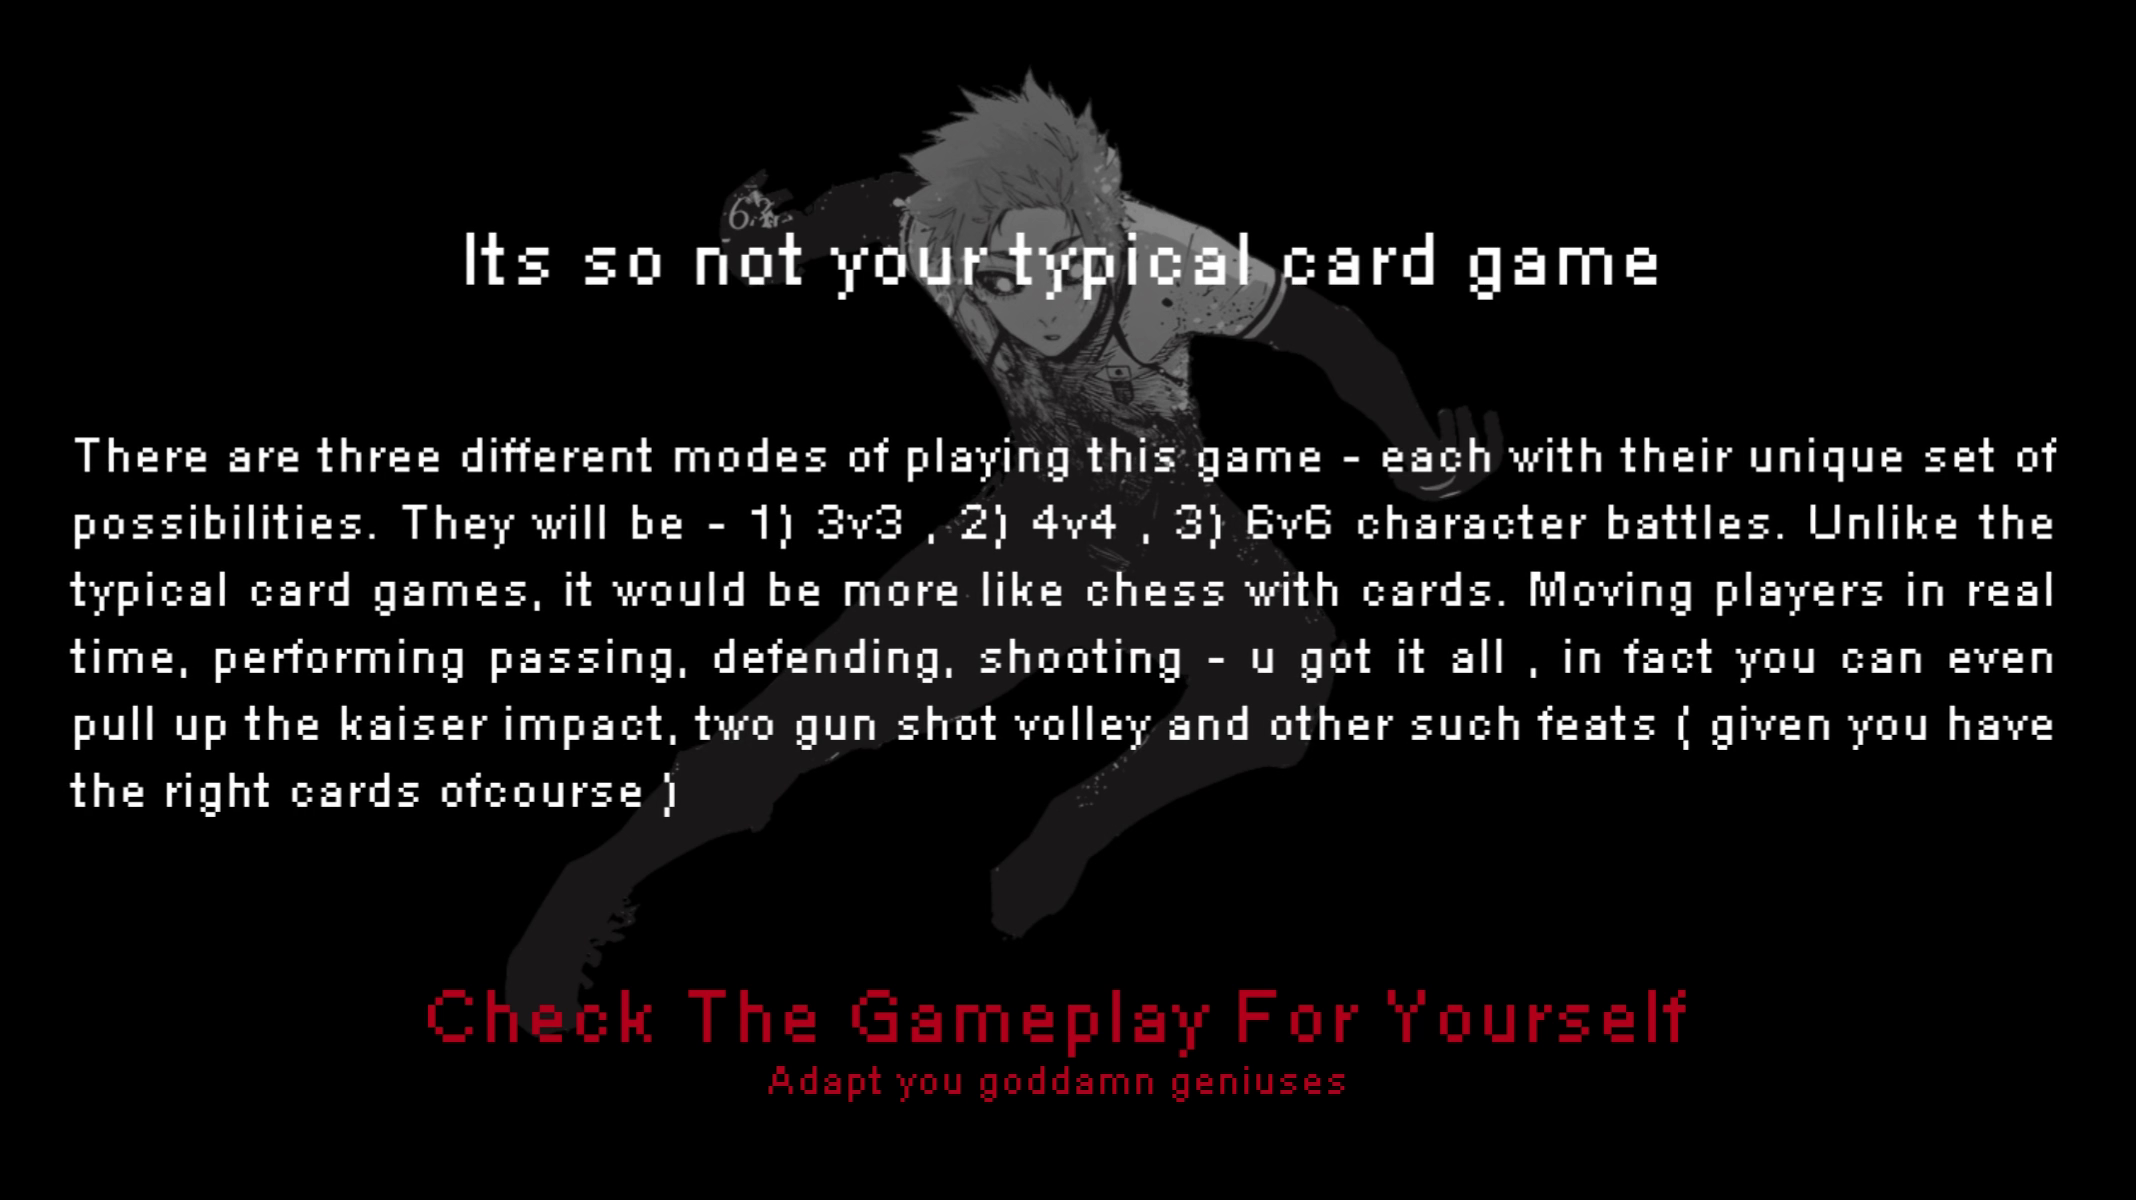 Its so not your typical card game
There are three different modes of playing this game - each with their unique set of
possibilities. They will be - 1) 3v3 , 2) 4v4 , 3) 6v6 character battles. Unlike the
typical card games, it would be more like chess with cards. Moving players in real
time, performing passing, defending, shooting - u got it all , in fact you can even
pull up the kaiser impact, two gun shot volley and other such feats ( given you have
the right cards ofcourse )
Check The Gameplay For Yourself
Adapt you goddamn geniuses